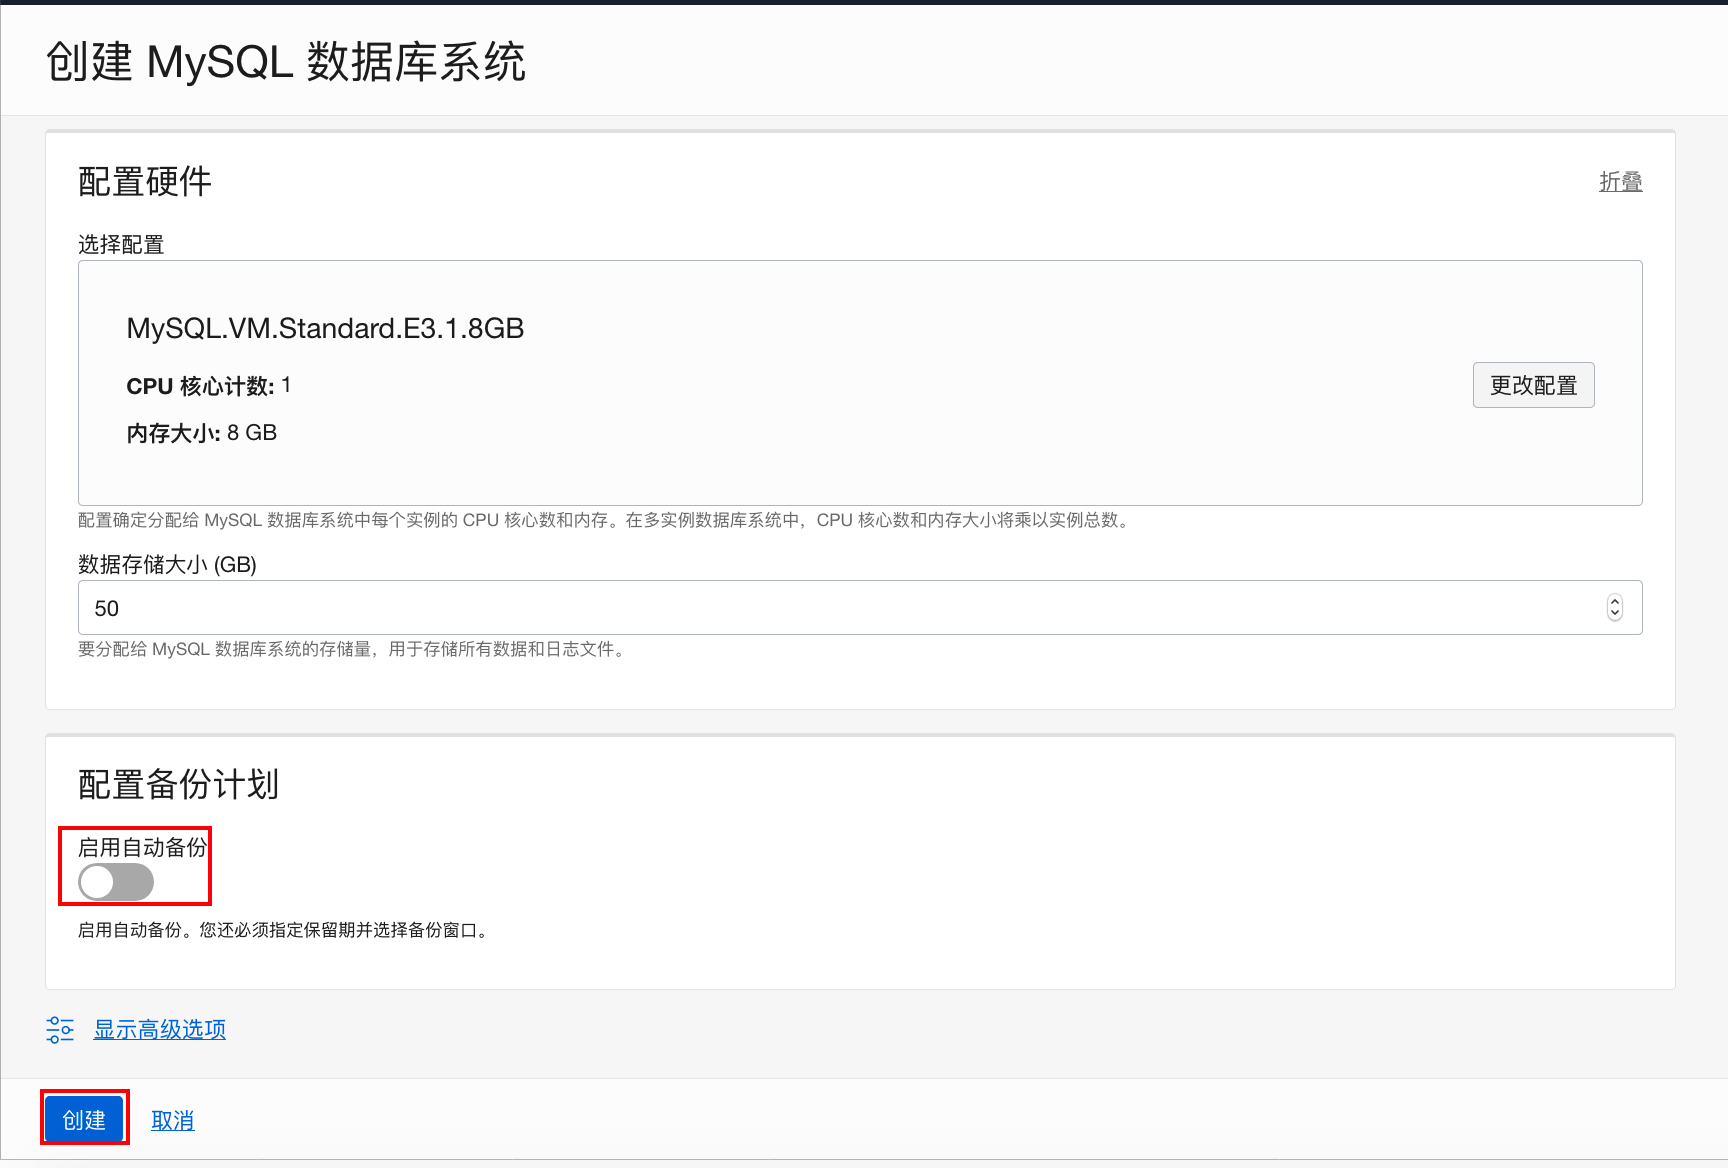 创建 MySQL 数据库系统
配置硬件
折叠
选择配置
MySQL.VM.Standard.E3.1.8GB
CPU 核心计数: 1
更改配置
内存大小: 8 GB
配置确定分配给 MySQL 数据库系统中每个实例的 CPU 核心数和内存。在多实例数据库系统中，CPU 核心数和内存大小将乘以实例总数。
数据存储大小 (GB)
50
要分配给 MySQL 数据库系统的存储量，用于存储所有数据和日志文件。
配置备份计划
启用自动备份
启用自动备份。您还必须指定保留期并选择备份窗口。
显示高级选项
创建 取消